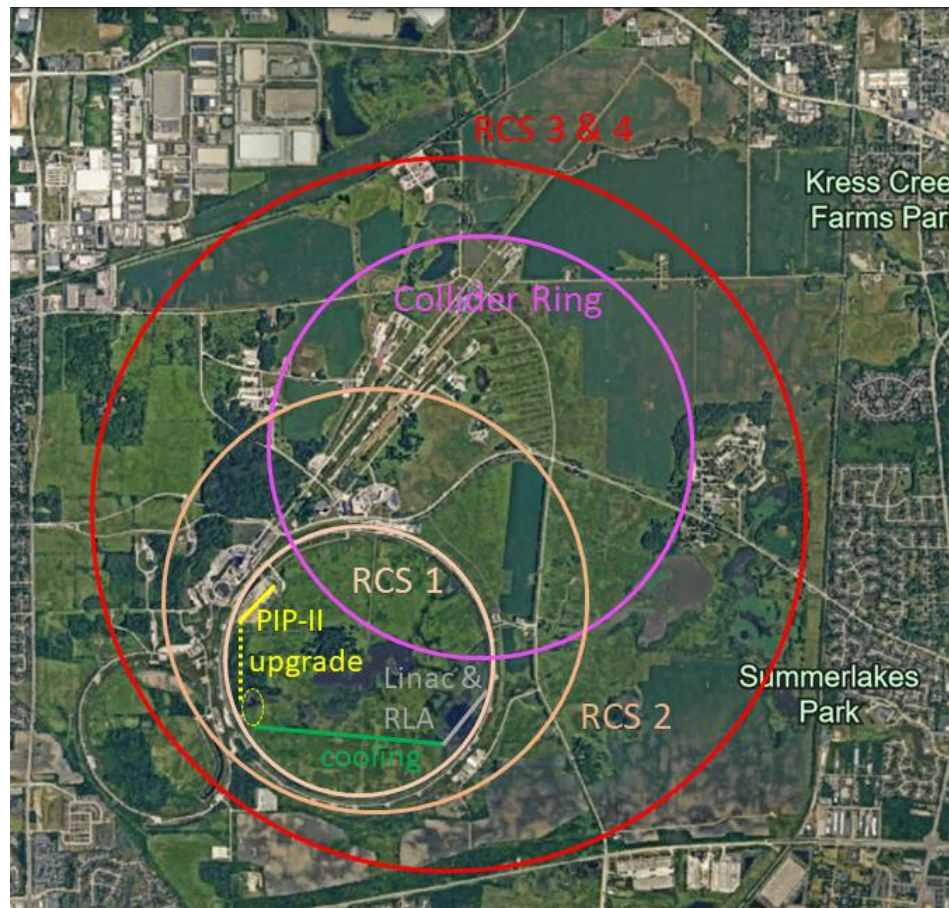 RCS 3 & 4
Kress Cree
Farms Par
Collider Ring
RCS 1
PIP-II
upgrade
Linac &
RLA
Summerlakes
Park
RCS 2
cooling